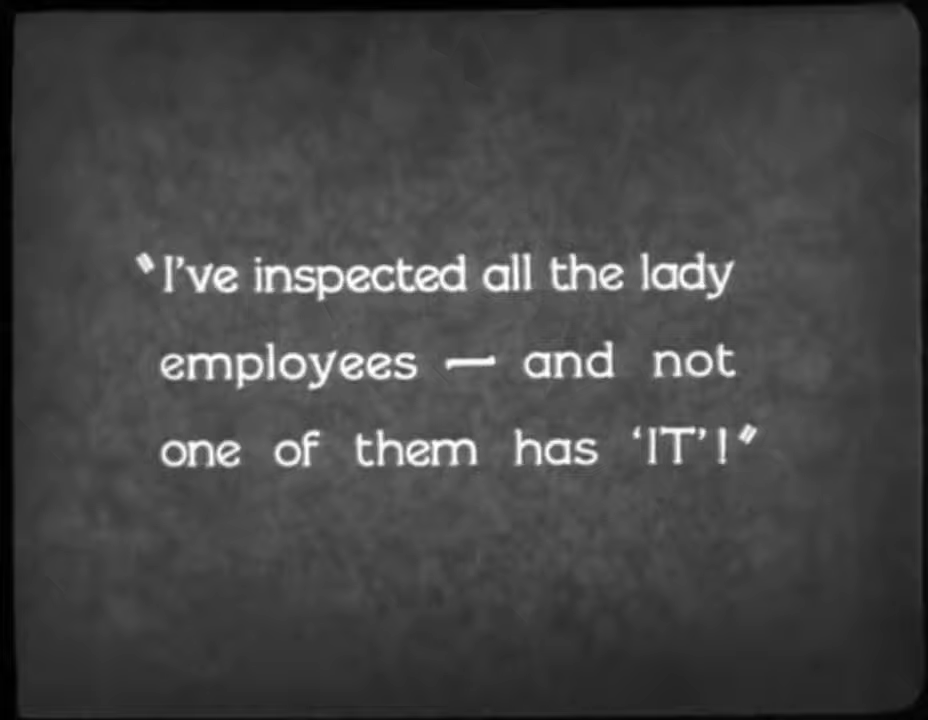 "I've inspected all the lady
employees — and not
one of them has 'IT'!"